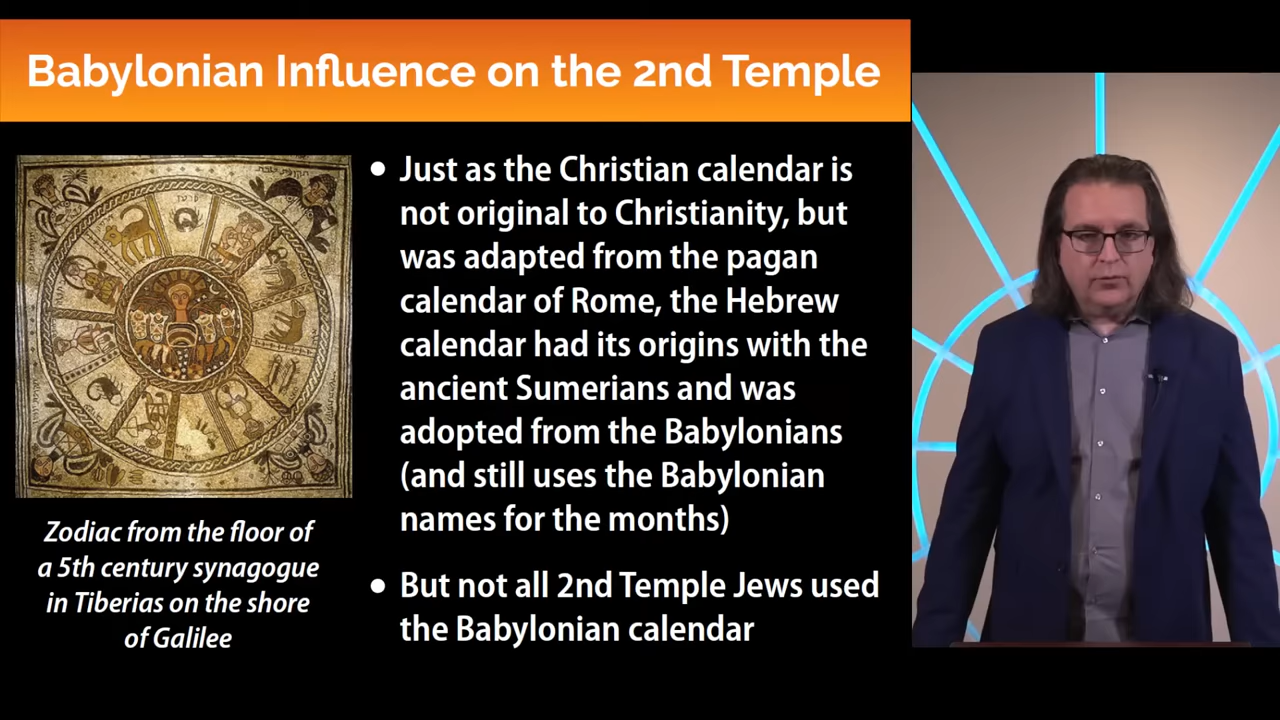 Babylonian Influence on the 2nd Temple
• Just as the Christian calendar is
not original to Christianity, but
was adapted from the pagan
calendar of Rome, the Hebrew
calendar had its origins with the
ancient Sumerians and was
adopted from the Babylonians
(and still uses the Babylonian
names for the months)
• But not all 2nd Temple Jews used
the Babylonian calendar
Zodiac from the floor of
a 5th century synagogue
in Tiberias on the shore
of Galilee